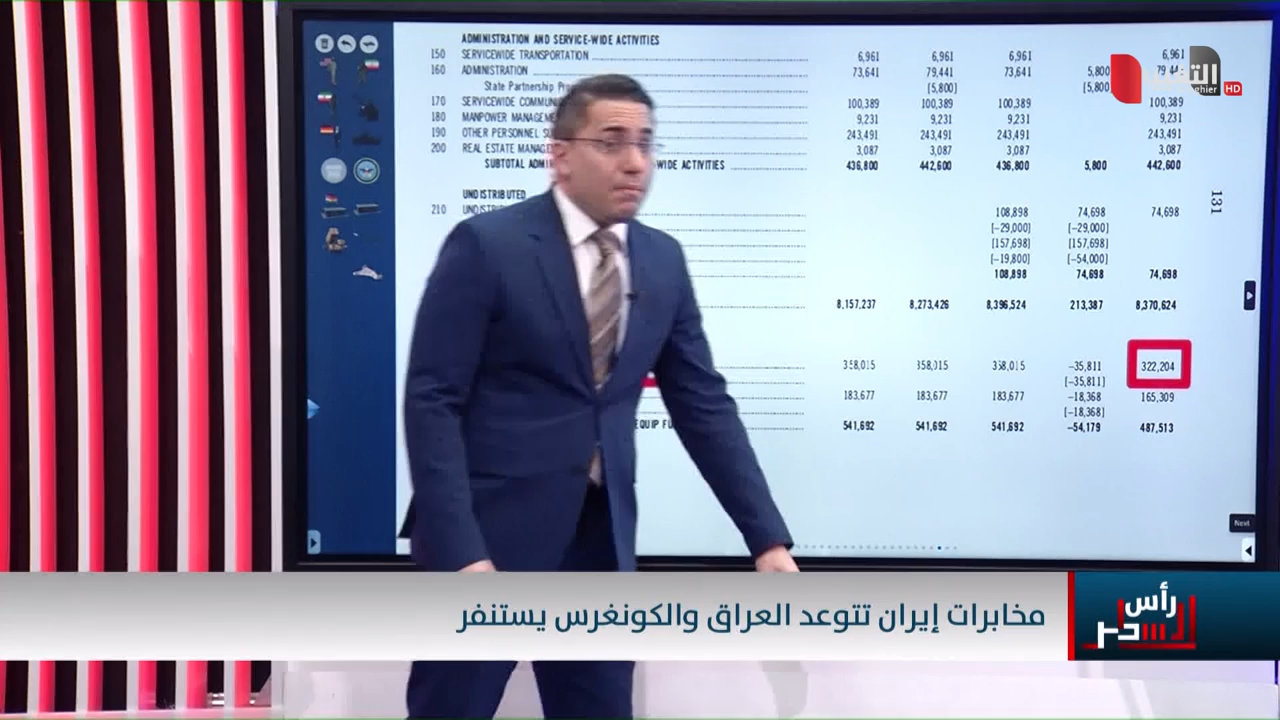 ADMINISTRATION AND SERVICE-WIDE ACTIVITIES
150 SERVICEWIDE TRANSPORTATION 6,961 6,961 6,961 6,961
160 ADMINISTRATION 73,641 79,441 73,641 5,800
State Partnership [5,800] [5,800
170 SERVICEWIDE 100,389 100,389 100,389 100,389
180 MANPOWER 9,231 9,231 9,231 9,231
190 OTHER PERSONNEL 243,491 243,491 243,491 243,491
200 REAL ESTATE 3,087 3,087 3,087 3,087
SUBTOTAL WIDE ACTIVITIES 436,800 442,600 436,800 5,800 442,600
UNDISTRIBUTED
210 108,898 74,698 74,698
[-29,000] [-29,000]
[157,698] [157,698]
[-19,800] [-54,000]
108,898 74,698 74,698
8,157,237 8,273,426 8,396,524 213,387 8,370,624
358,015 358,015 358,015 -35,811 322,204
[-35,811]
183,677 183,677 183,677 -18,368 165,309
[-18,368]
541,692 541,692 541,692 -54,179 487,513
131
HD
Next
مخابرات إيران تتوعد العراق والكونغرس يستنفر
رأس السطر